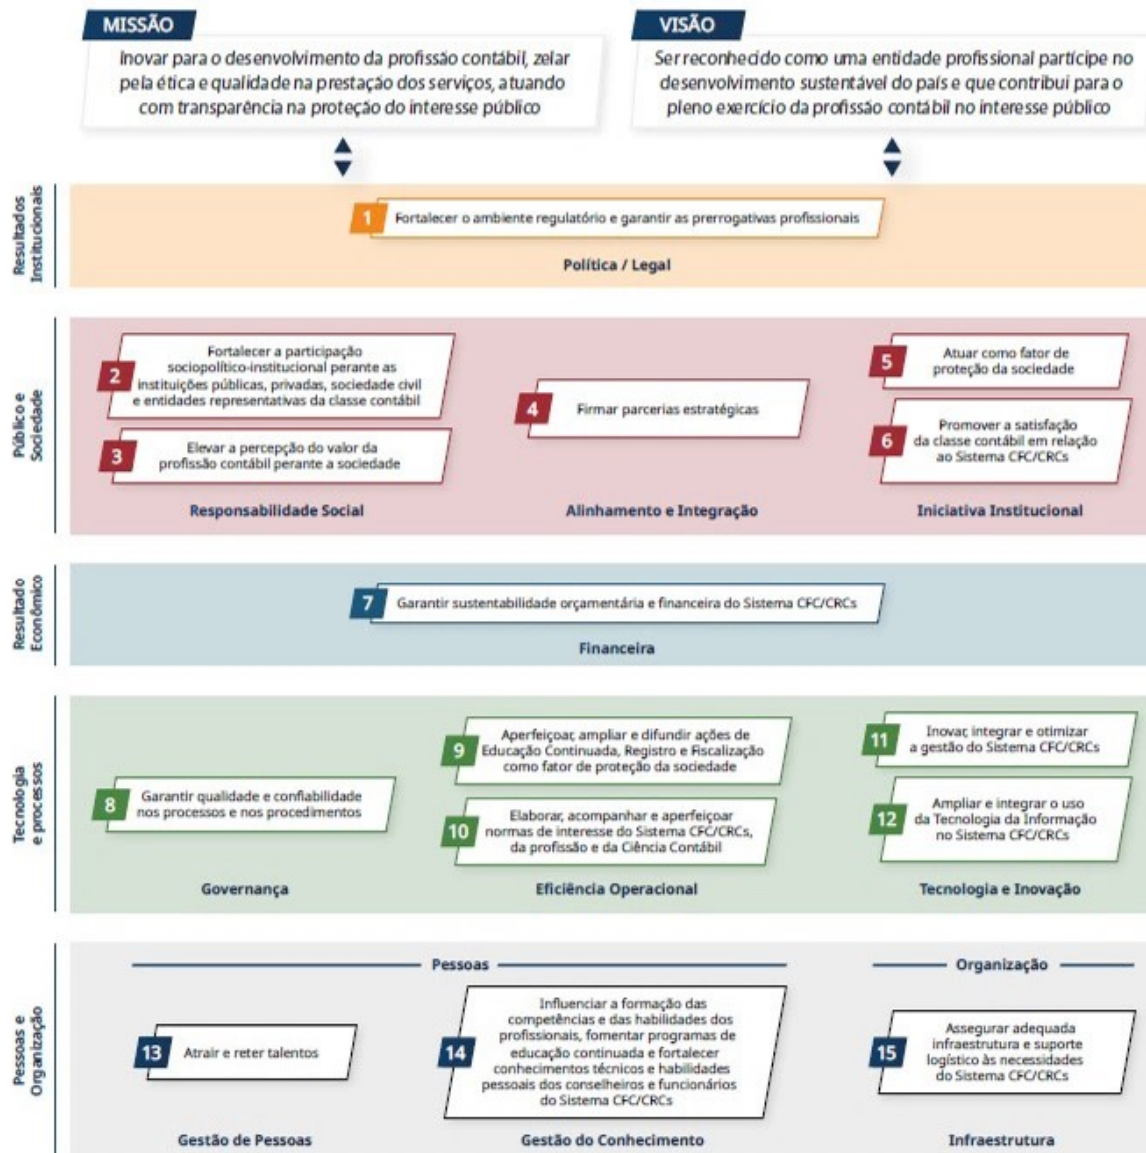 MISSÃO
Inovar para o desenvolvimento da profissão contábil, zelar
pela ética e qualidade na prestação dos serviços, atuando
com transparência na proteção do interesse público
VISÃO
Ser reconhecido como uma entidade profissional partícipe no
desenvolvimento sustentável do país e que contribui para o
pleno exercício da profissão contábil no interesse público
Resultados
Institucionais
1
Fortalecer o ambiente regulatório e garantir as prerrogativas profissionais
Política / Legal
Público e
Sociedade
2
Fortalecer a participação
sociopolítico-institucional perante as
instituições públicas, privadas, sociedade civil
e entidades representativas da classe contábil
3
Elevar a percepção do valor da
profissão contábil perante a sociedade
Responsabilidade Social
4
Firmar parcerias estratégicas
Alinhamento e Integração
5
Atuar como fator de
proteção da sociedade
6
Promover a satisfação
da classe contábil em relação
ao Sistema CFC/CRCs
Iniciativa Institucional
Resultado
Econômico
7
Garantir sustentabilidade orçamentária e financeira do Sistema CFC/CRCs
Financeira
Tecnologia
e processos
8
Garantir qualidade e confiabilidade
nos processos e nos procedimentos
Governança
9
Aperfeiçoar, ampliar e difundir ações de
Educação Continuada, Registro e Fiscalização
como fator de proteção da sociedade
10
Elaborar, acompanhar e aperfeiçoar
normas de interesse do Sistema CFC/CRCs,
da profissão e da Ciência Contábil
Eficiência Operacional
11
Inovar, integrar e otimizar
a gestão do Sistema CFC/CRCs
12
Ampliar e integrar o uso
da Tecnologia da Informação
no Sistema CFC/CRCs
Tecnologia e Inovação
Pessoas e
Organização
Pessoas
13
Atrair e reter talentos
Gestão de Pessoas
14
Influenciar a formação das
competências e das habilidades dos
profissionais, fomentar programas de
educação continuada e fortalecer
conhecimentos técnicos e habilidades
pessoais dos conselheiros e funcionários
do Sistema CFC/CRCs
Gestão do Conhecimento
Organização
15
Assegurar adequada
infraestrutura e suporte
logístico às necessidades
do Sistema CFC/CRCs
Infraestrutura